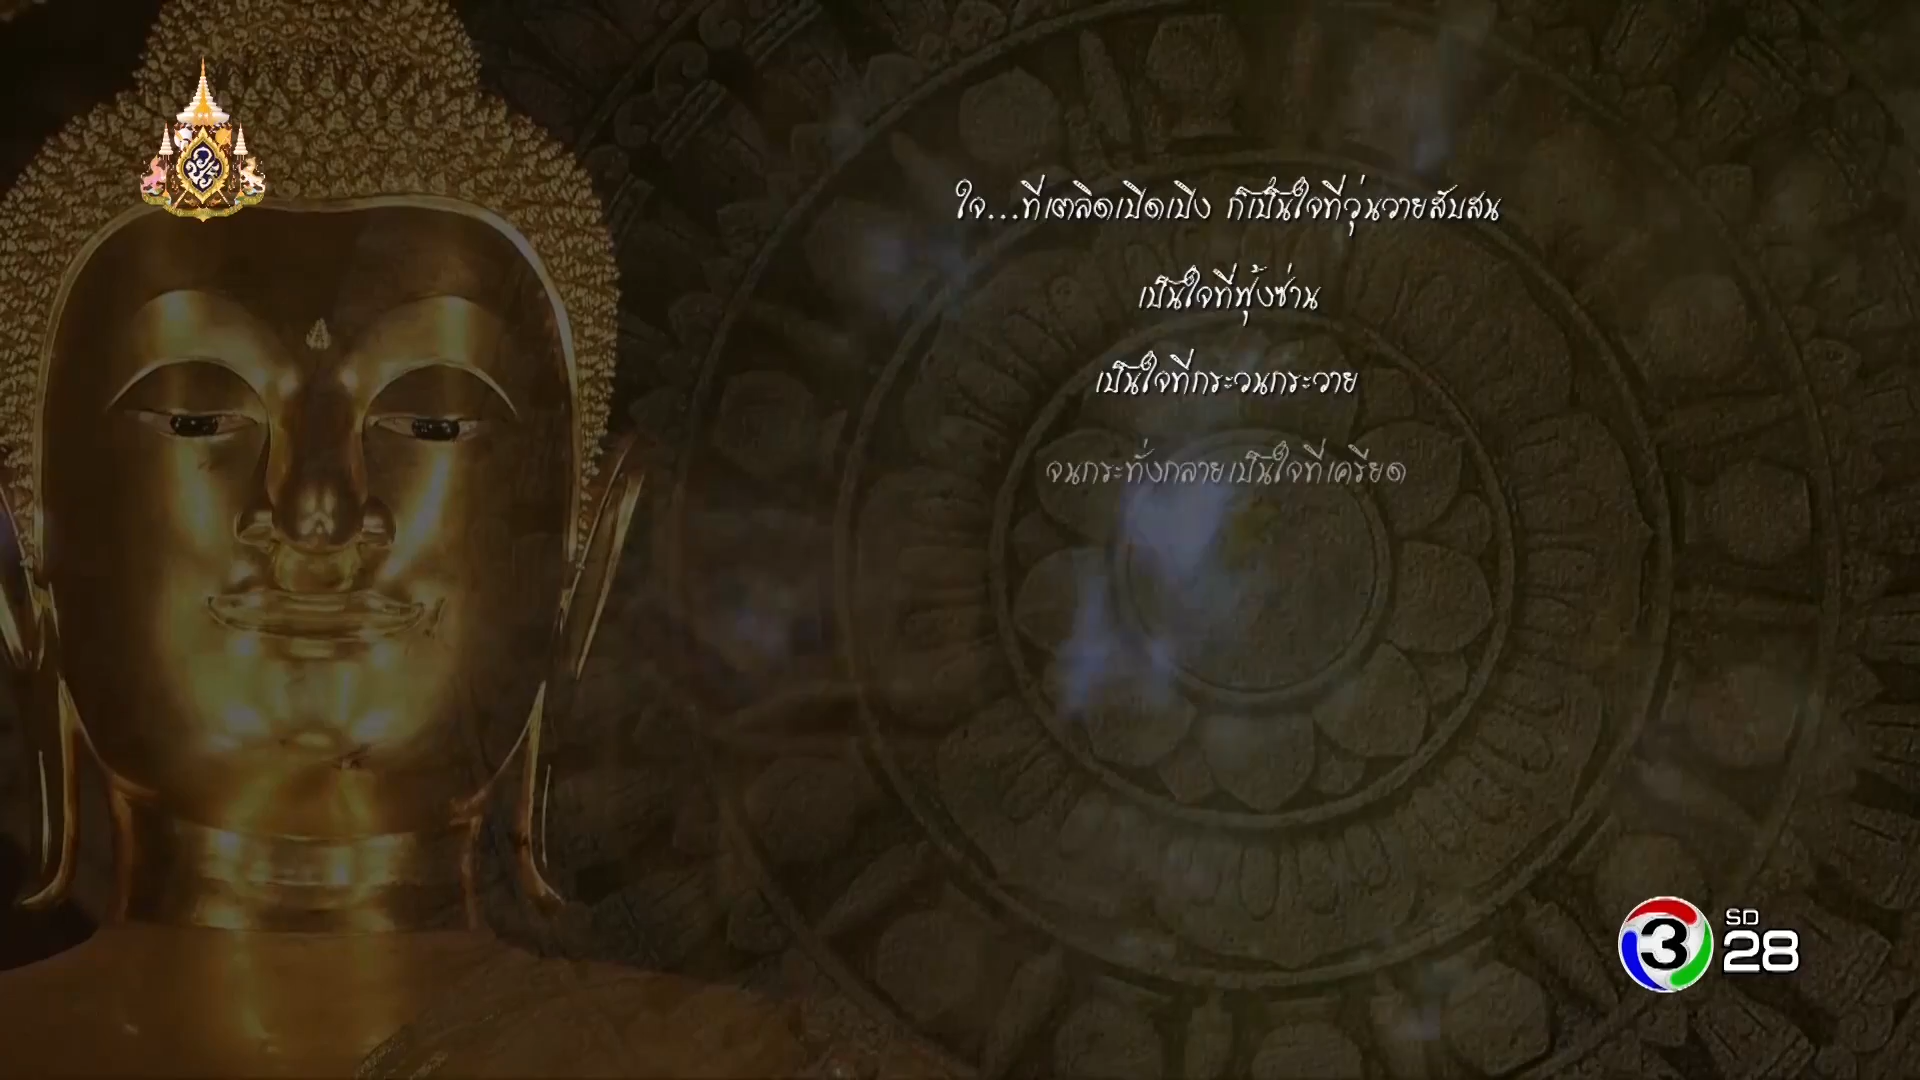 ใจ...ที่เตลิดเปิดเปิง ก็เป็นใจที่วุ่นวายสับสน
เป็นใจที่ฟุ้งซ่าน
เป็นใจที่กระวนกระวาย
จนกระทั่งกลายเป็นใจที่เครียด
3 SD
28